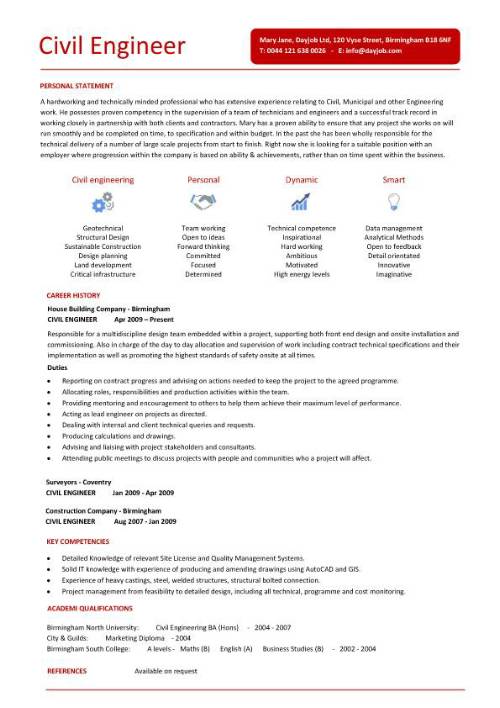 Civil Engineer
Mary Jane, Dayjob Ltd, 120 Vyse Street, Birmingham B18 6NF
T: 0044 121 638 0026 - E: info@dayjob.com
PERSONAL STATEMENT
A hardworking and technically minded professional who has extensive experience relating to Civil, Municipal and other Engineering
work. He possesses proven competency in the supervision of a team of technicians and engineers and a successful track record in
working closely in partnership with both clients and contractors. Mary has a proven ability to ensure that any project she works on will
run smoothly and be completed on time, to specification and within budget. In the past she has been wholly responsible for the
technical delivery of a number of large scale projects from start to finish. Right now she is looking for a suitable position with an
employer where progression within the company is based on ability & achievements, rather than on time spent within the business.
Civil engineering
Geotechnical
Structural Design
Sustainable Construction
Design planning
Land development
Critical infrastructure
Personal
Team working
Open to ideas
Forward thinking
Committed
Focused
Determined
Dynamic
Technical competence
Inspirational
Hard working
Ambitious
Motivated
High energy levels
Smart
Data management
Analytical Methods
Open to feedback
Detail orientated
Innovative
Imaginative
CAREER HISTORY
House Building Company - Birmingham
CIVIL ENGINEER Apr 2009 – Present
Responsible for a multidiscipline design team embedded within a project, supporting both front end design and onsite installation and
commissioning. Also in charge of the day to day allocation and supervision of work including contract technical specifications and their
implementation as well as promoting the highest standards of safety onsite at all times.
Duties
• Reporting on contract progress and advising on actions needed to keep the project to the agreed programme.
• Allocating roles, responsibilities and production activities within the team.
• Providing mentoring and encouragement to others to help them achieve their maximum level of performance.
• Acting as lead engineer on projects as directed.
• Dealing with internal and client technical queries and requests.
• Producing calculations and drawings.
• Advising and liaising with project stakeholders and consultants.
• Attending public meetings to discuss projects with people and communities who a project will affect.
Surveyors - Coventry
CIVIL ENGINEER Jan 2009 - Apr 2009
Construction Company - Birmingham
CIVIL ENGINEER Aug 2007 - Jan 2009
KEY COMPETENCIES
• Detailed Knowledge of relevant Site License and Quality Management Systems.
• Solid IT knowledge with experience of producing and amending drawings using AutoCAD and GIS.
• Experience of heavy castings, steel, welded structures, structural bolted connection.
• Project management from feasibility to detailed design, including all technical, programme and cost monitoring.
ACADEMI QUALIFICATIONS
Birmingham North University: Civil Engineering BA (Hons) - 2004 - 2007
City & Guilds: Marketing Diploma - 2004
Birmingham South College: A levels - Maths (B) English (A) Business Studies (B) - 2002 - 2004
REFERENCES Available on request